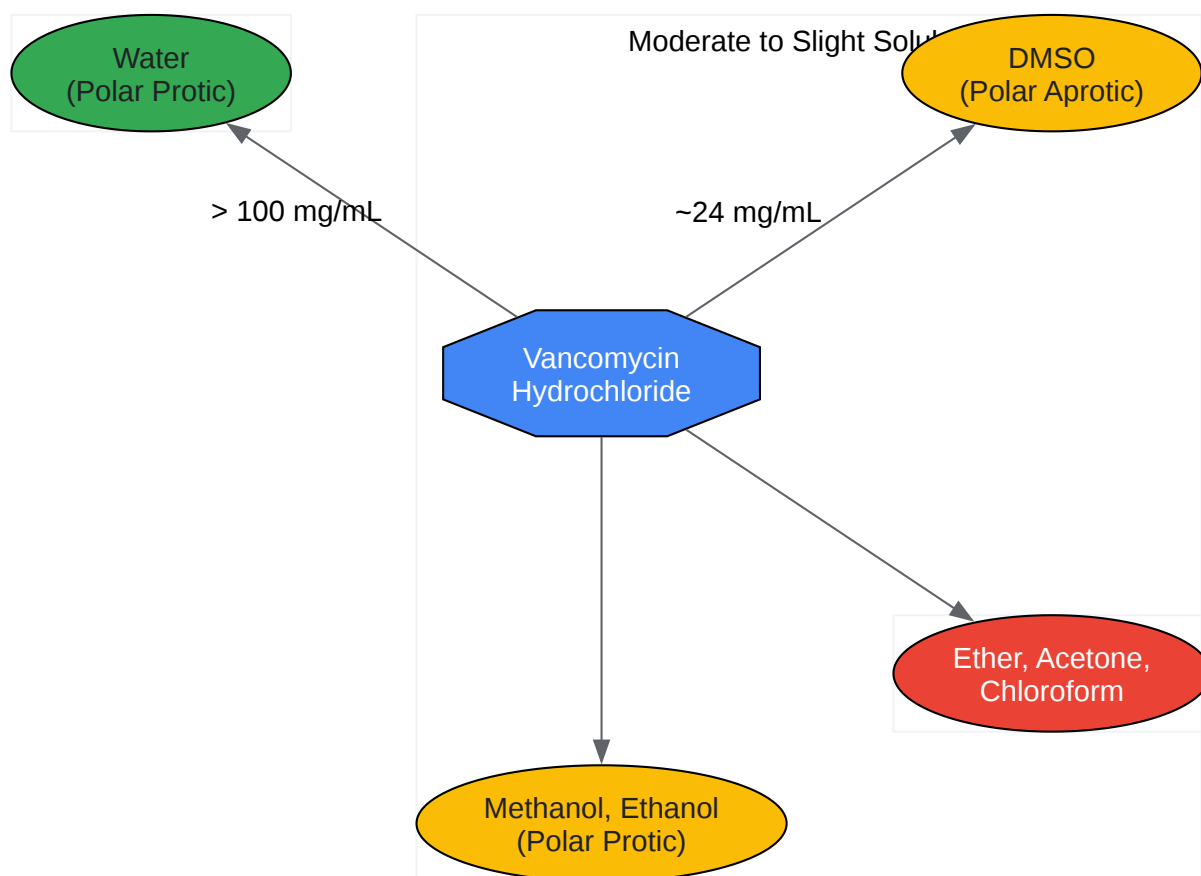 Moderate to Slight
Water
(Polar Protic)
DMSO
(Polar Aprotic)
> 100 mg/mL
~24 mg/mL
Vancomycin
Hydrochloride
Ether, Acetone,
Chloroform
Methanol, Ethanol
(Polar Protic)